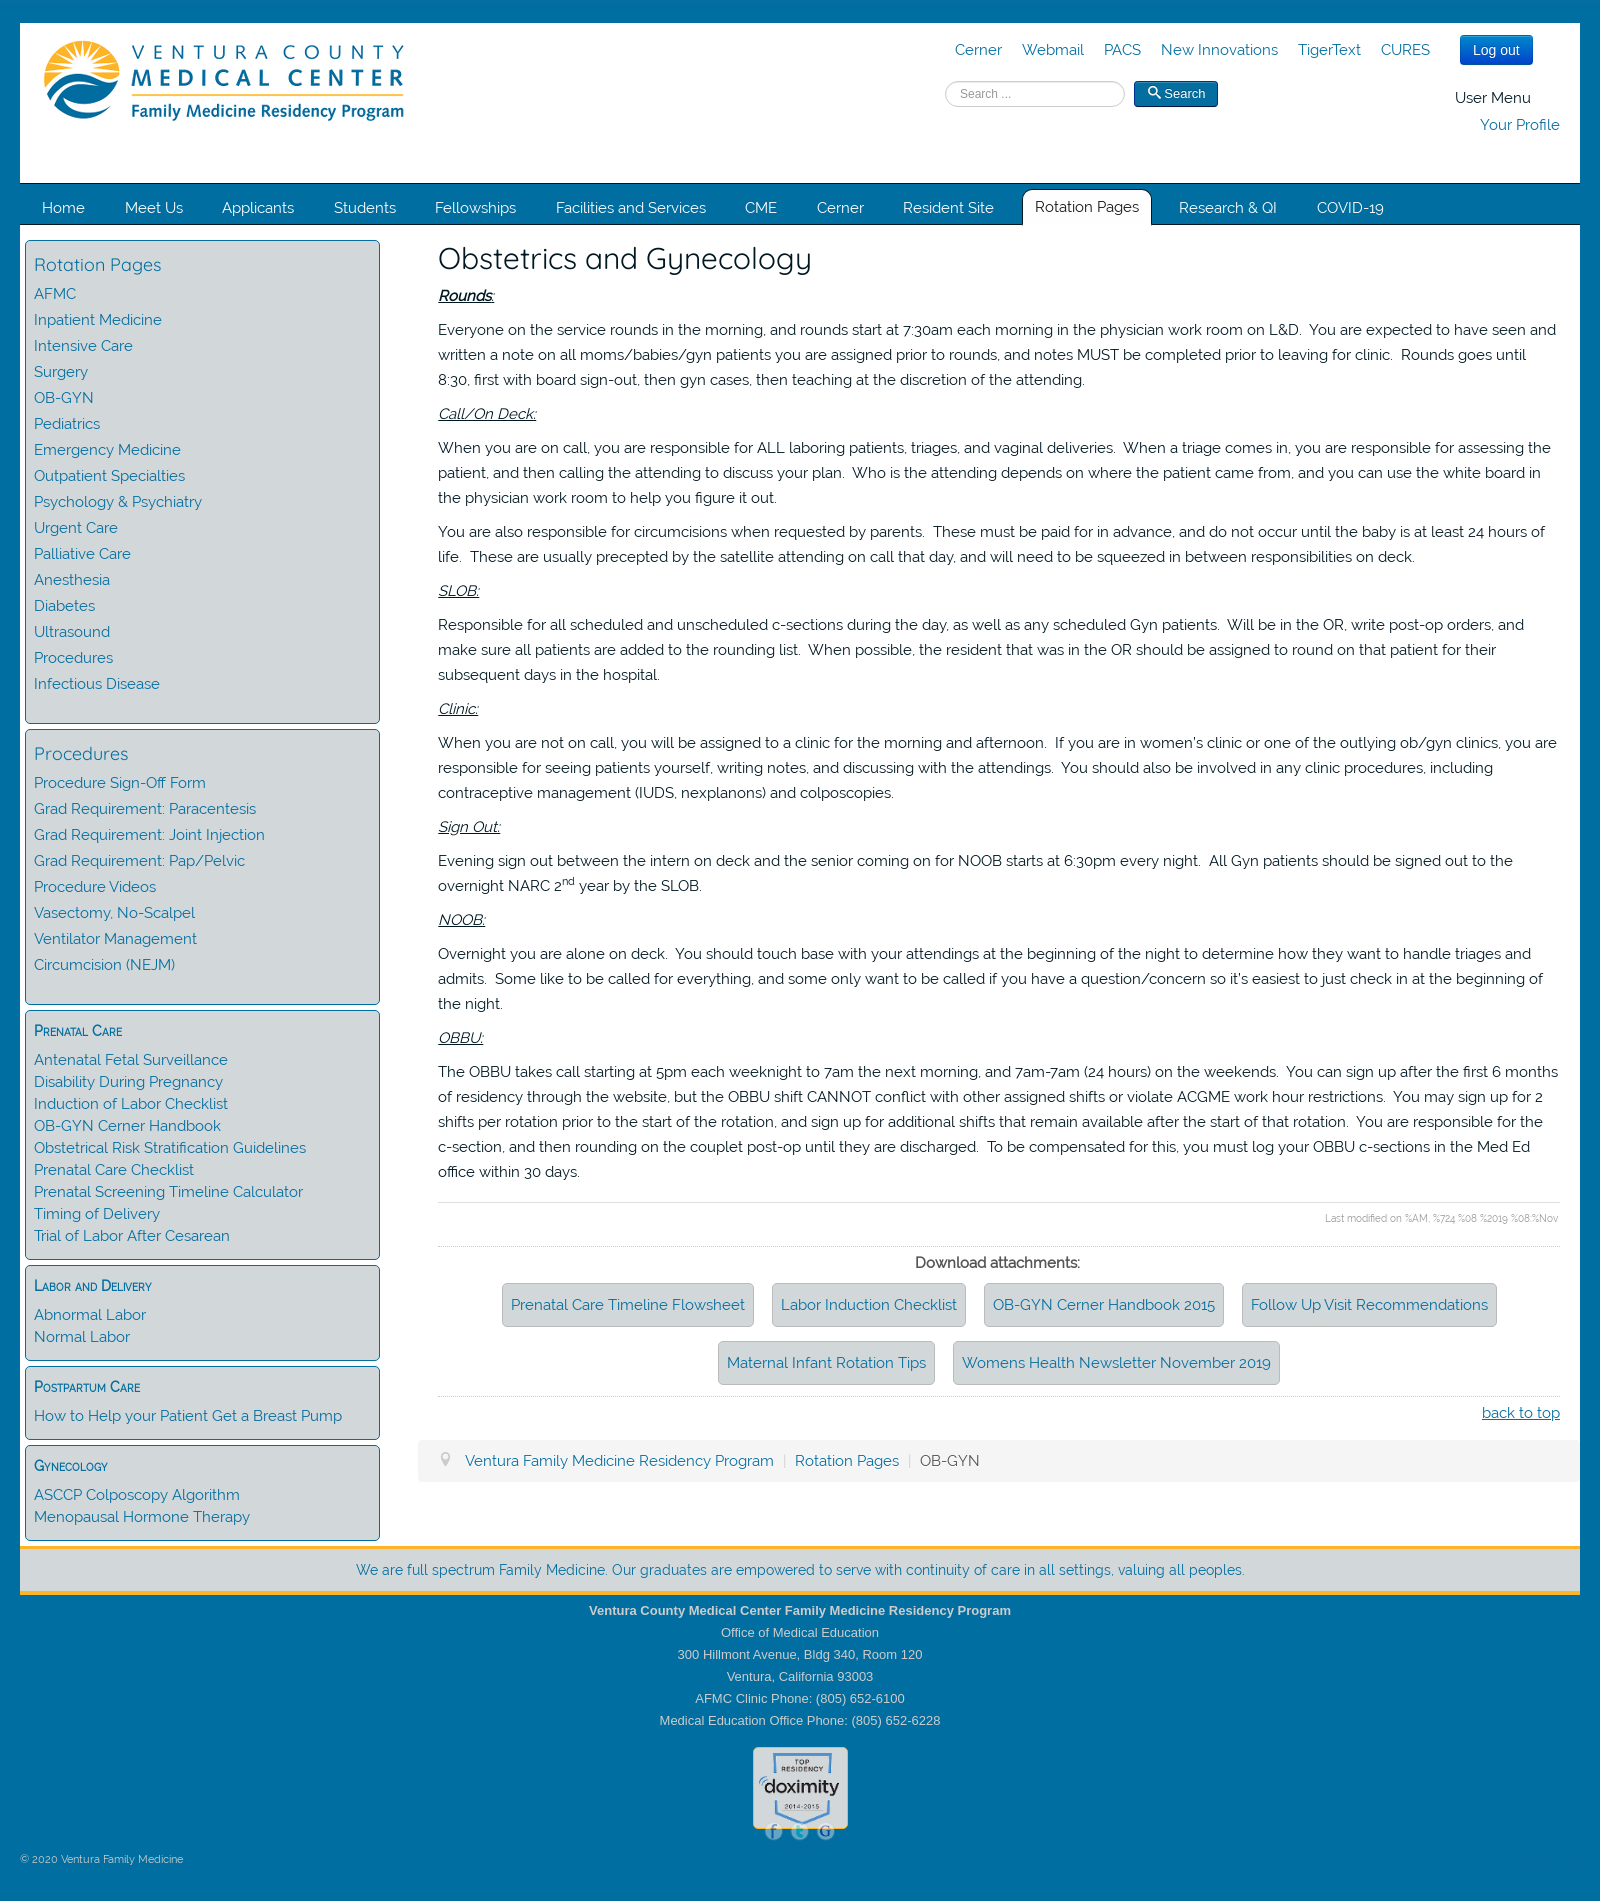 VENTURA COUNTY
MEDICAL CENTER
Family Medicine Residency Program
Cerner Webmail PACS New Innovations TigerText CURES Log out
Search ... Search
User Menu
Your Profile
Home Meet Us Applicants Students Fellowships Facilities and Services CME Cerner Resident Site Rotation Pages Research & QI COVID-19
Rotation Pages
AFMC
Inpatient Medicine
Intensive Care
Surgery
OB-GYN
Pediatrics
Emergency Medicine
Outpatient Specialties
Psychology & Psychiatry
Urgent Care
Palliative Care
Anesthesia
Diabetes
Ultrasound
Procedures
Infectious Disease
Procedures
Procedure Sign-Off Form
Grad Requirement: Paracentesis
Grad Requirement: Joint Injection
Grad Requirement: Pap/Pelvic
Procedure Videos
Vasectomy, No-Scalpel
Ventilator Management
Circumcision (NEJM)
Prenatal Care
Antenatal Fetal Surveillance
Disability During Pregnancy
Induction of Labor Checklist
OB-GYN Cerner Handbook
Obstetrical Risk Stratification Guidelines
Prenatal Care Checklist
Prenatal Screening Timeline Calculator
Timing of Delivery
Trial of Labor After Cesarean
Labor and Delivery
Abnormal Labor
Normal Labor
Postpartum Care
How to Help your Patient Get a Breast Pump
Gynecology
ASCCP Colposcopy Algorithm
Menopausal Hormone Therapy
Obstetrics and Gynecology
Rounds:
Everyone on the service rounds in the morning, and rounds start at 7:30am each morning in the physician work room on L&D. You are expected to have seen and
written a note on all moms/babies/gyn patients you are assigned prior to rounds, and notes MUST be completed prior to leaving for clinic. Rounds goes until
8:30, first with board sign-out, then gyn cases, then teaching at the discretion of the attending.
Call/On Deck:
When you are on call, you are responsible for ALL laboring patients, triages, and vaginal deliveries. When a triage comes in, you are responsible for assessing the
patient, and then calling the attending to discuss your plan. Who is the attending depends on where the patient came from, and you can use the white board in
the physician work room to help you figure it out.
You are also responsible for circumcisions when requested by parents. These must be paid for in advance, and do not occur until the baby is at least 24 hours of
life. These are usually precepted by the satellite attending on call that day, and will need to be squeezed in between responsibilities on deck.
SLOB:
Responsible for all scheduled and unscheduled c-sections during the day, as well as any scheduled Gyn patients. Will be in the OR, write post-op orders, and
make sure all patients are added to the rounding list. When possible, the resident that was in the OR should be assigned to round on that patient for their
subsequent days in the hospital.
Clinic:
When you are not on call, you will be assigned to a clinic for the morning and afternoon. If you are in women's clinic or one of the outlying ob/gyn clinics, you are
responsible for seeing patients yourself, writing notes, and discussing with the attendings. You should also be involved in any clinic procedures, including
contraceptive management (IUDS, nexplanons) and colposcopies.
Sign Out:
Evening sign out between the intern on deck and the senior coming on for NOOB starts at 6:30pm every night. All Gyn patients should be signed out to the
overnight NARC 2nd year by the SLOB.
NOOB:
Overnight you are alone on deck. You should touch base with your attendings at the beginning of the night to determine how they want to handle triages and
admits. Some like to be called for everything, and some only want to be called if you have a question/concern so it's easiest to just check in at the beginning of
the night.
OBBU:
The OBBU takes call starting at 5pm each weeknight to 7am the next morning, and 7am-7am (24 hours) on the weekends. You can sign up after the first 6 months
of residency through the website, but the OBBU shift CANNOT conflict with other assigned shifts or violate ACGME work hour restrictions. You may sign up for 2
shifts per rotation prior to the start of the rotation, and sign up for additional shifts that remain available after the start of that rotation. You are responsible for the
c-section, and then rounding on the couplet post-op until they are discharged. To be compensated for this, you must log your OBBU c-sections in the Med Ed
office within 30 days.
Last modified on %AM, %724 %08 %2019 %08:%Nov
Download attachments:
Prenatal Care Timeline Flowsheet Labor Induction Checklist OB-GYN Cerner Handbook 2015 Follow Up Visit Recommendations
Maternal Infant Rotation Tips Womens Health Newsletter November 2019
back to top
Ventura Family Medicine Residency Program | Rotation Pages | OB-GYN
We are full spectrum Family Medicine. Our graduates are empowered to serve with continuity of care in all settings, valuing all peoples.
Ventura County Medical Center Family Medicine Residency Program
Office of Medical Education
300 Hillmont Avenue, Bldg 340, Room 120
Ventura, California 93003
AFMC Clinic Phone: (805) 652-6100
Medical Education Office Phone: (805) 652-6228
TOP
RESIDENCY
doximity
2014-2015
f t G
© 2020 Ventura Family Medicine